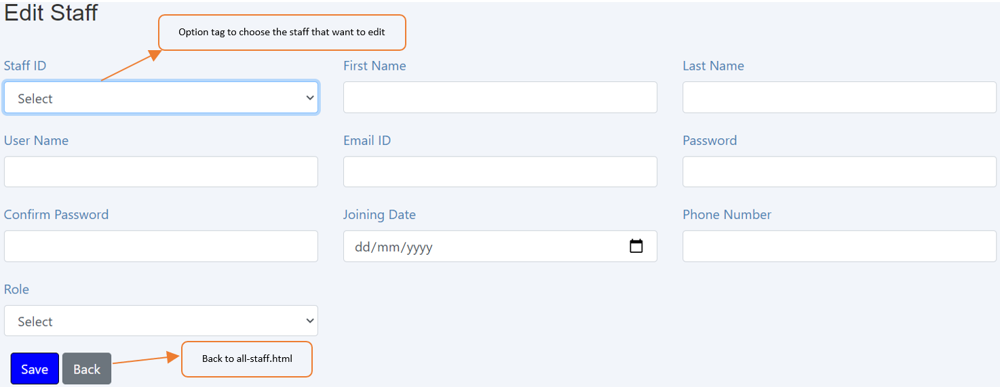 Edit Staff
Option tag to choose the staff that want to edit
Staff ID
First Name
Last Name
Select
User Name
Email ID
Password
Confirm Password
Joining Date
Phone Number
dd/mm/yyyy
Role
Select
Save
Back
Back to all-staff.html